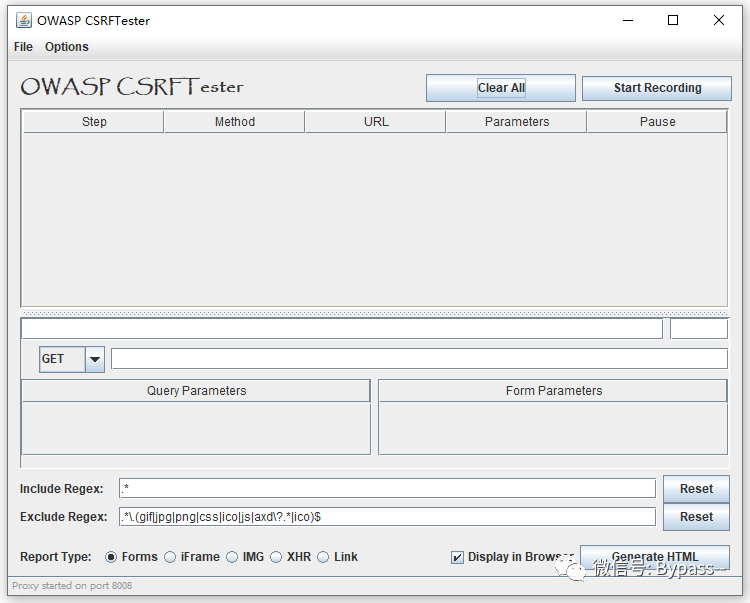 OWASP CSRFTester
File Options
OWASP CSRFTester
Clear All
Start Recording
Step Method URL Parameters Pause
GET
Query Parameters Form Parameters
Include Regex: .*
Reset
Exclude Regex: .*\.(gif|jpg|png|css|ico|js|axd\?.*|ico)$
Reset
Report Type: Forms iFrame IMG XHR Link
Display in Browser
Generate HTML
微信号: Bypass--
Proxy started on port 8008